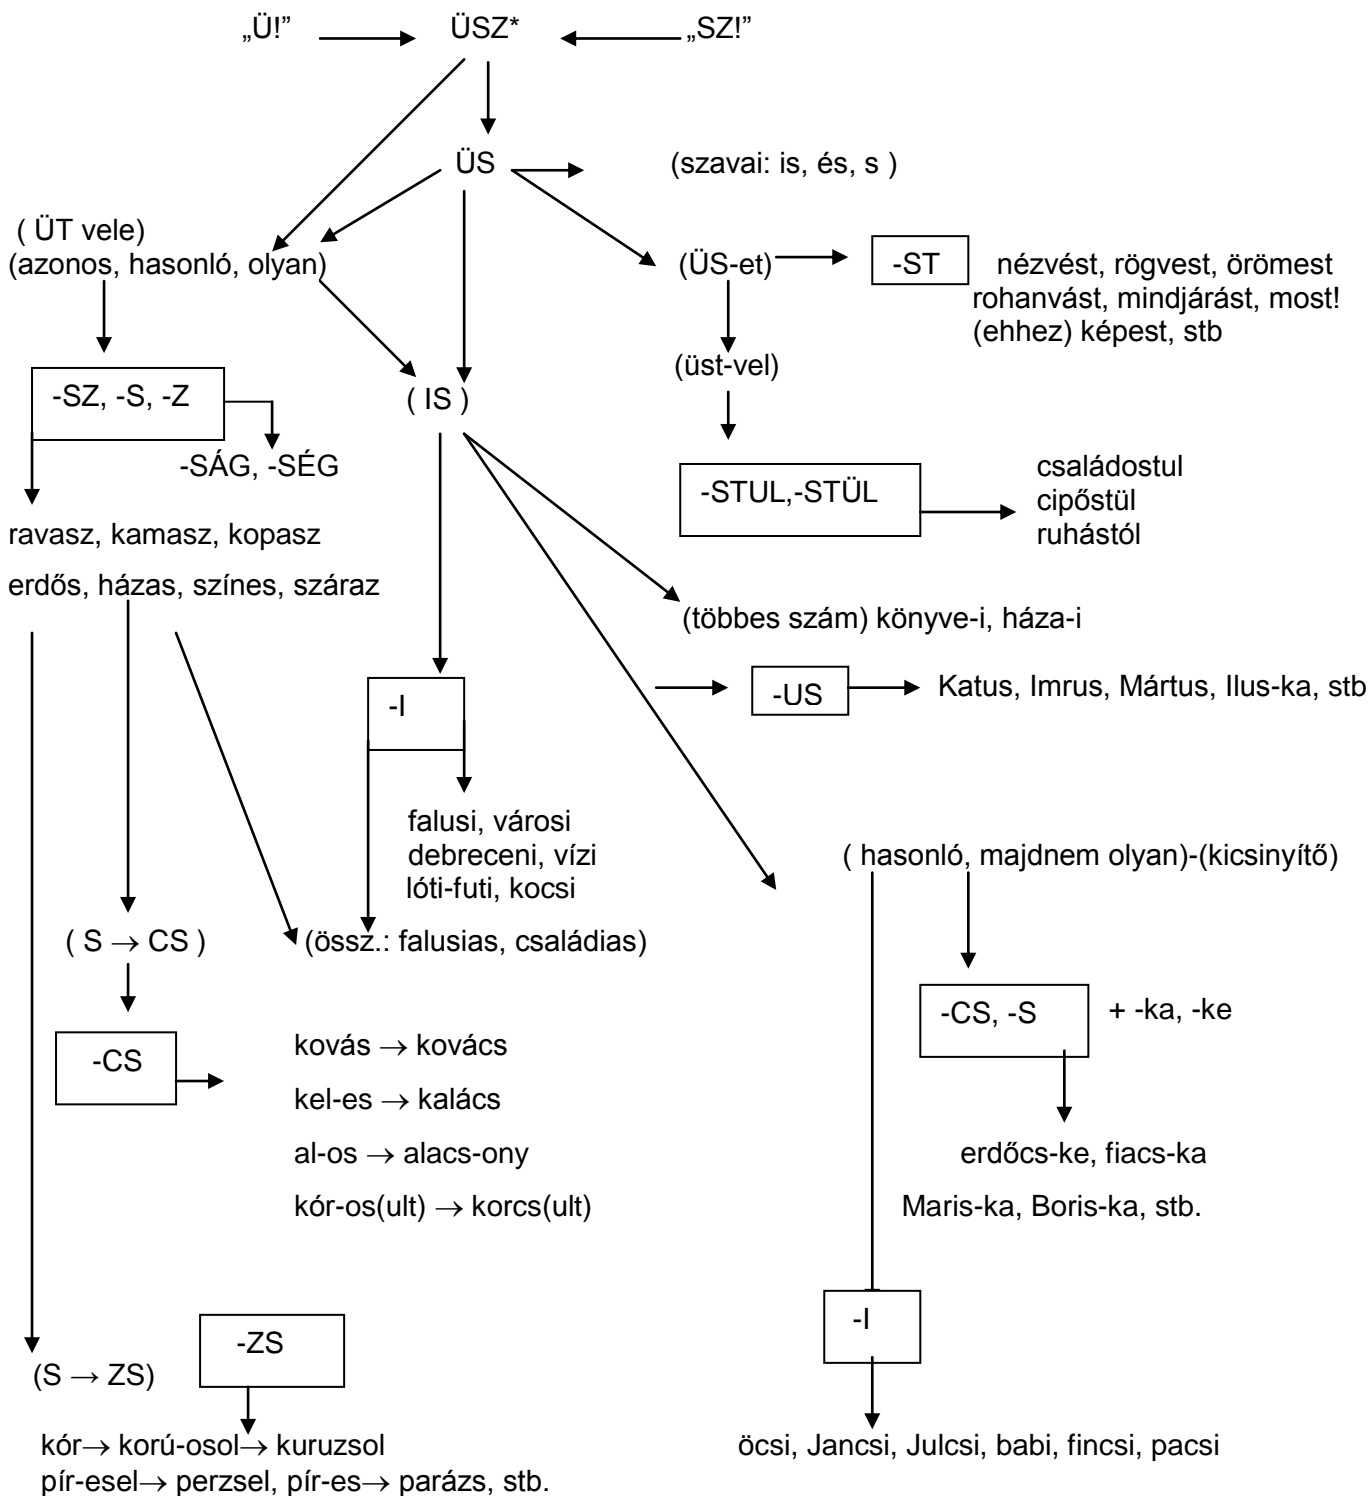 „Ü!” ÜSZ* „SZ!”
ÜS (szavai: is, és, s )
( ÜT vele)
(azonos, hasonló, olyan)
(ÜS-et) -ST nézvést, rögvest, örömest
rohanvást, mindjárást, most!
(ehhez) képest, stb
(üst-vel)
-SZ, -S, -Z
( IS )
-SÁG, -SÉG
-STUL,-STÜL
családostul
cipőstül
ruhástól
ravasz, kamasz, kopasz
erdős, házas, színes, száraz
(többes szám) könyve-i, háza-i
-I
-US Katus, Imrus, Mártus, Ilus-ka, stb
falusi, városi
debreceni, vízi
lóti-futi, kocsi
( hasonló, majdnem olyan)-(kicsinyítő)
( S → CS )
(össz.: falusias, családias)
-CS, -S + -ka, -ke
-CS
kovás → kovács
kel-es → kalács
al-os → alacs-ony
kór-os(ult) → korcs(ult)
erdőcs-ke, fiacs-ka
Maris-ka, Boris-ka, stb.
-I
-ZS
(S → ZS)
kór→ korú-osol→ kuruzsol
pír-esel→ perzsel, pír-es→ parázs, stb.
öcsi, Jancsi, Julcsi, babi, fincsi, pacsi